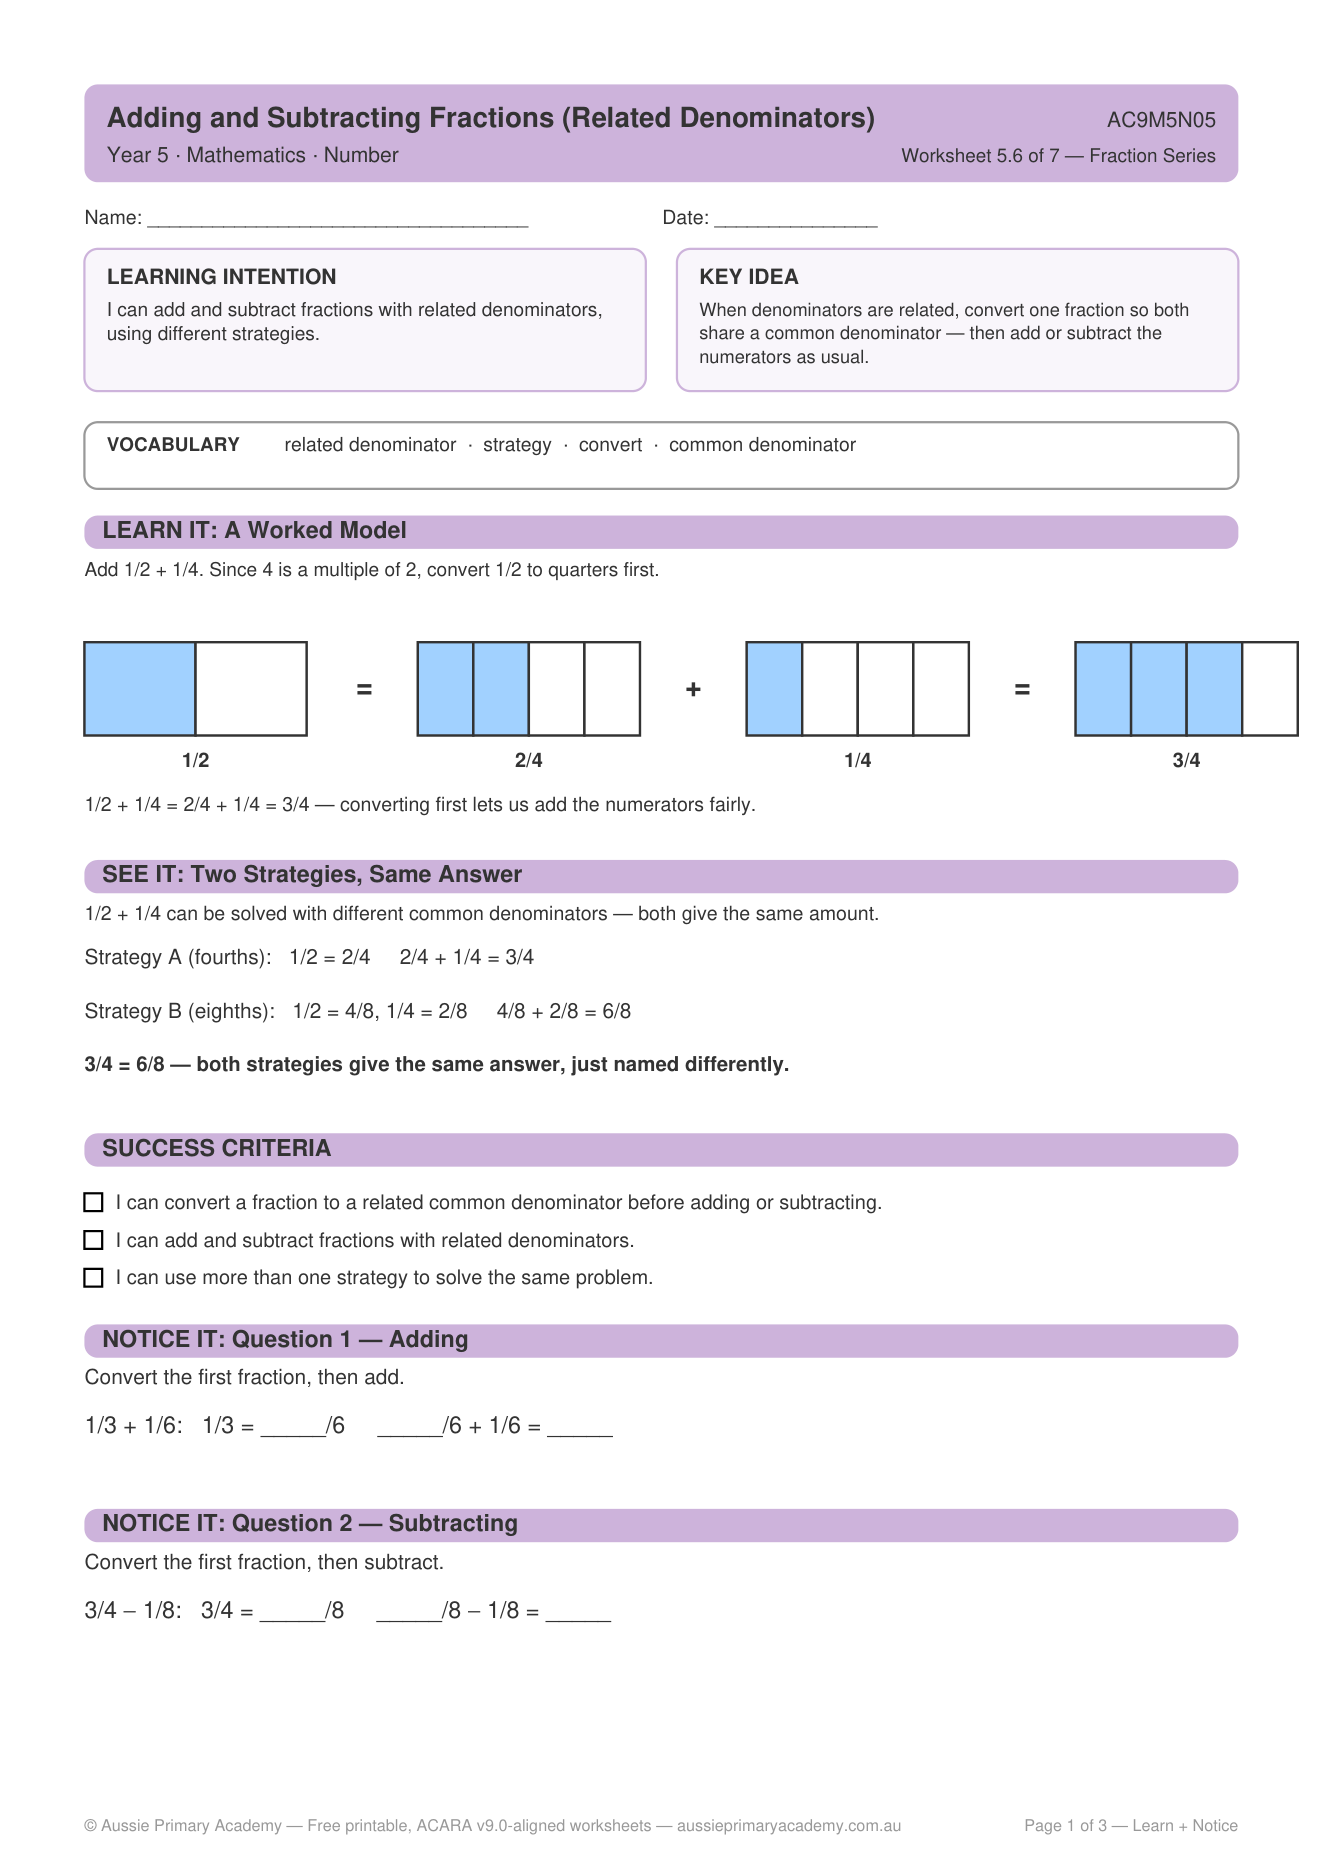 Adding and Subtracting Fractions (Related Denominators) AC9M5N05
Year 5 · Mathematics · Number Worksheet 5.6 of 7 — Fraction Series
Name: ___________________________________ Date: _______________
LEARNING INTENTION
I can add and subtract fractions with related denominators,
using different strategies.
KEY IDEA
When denominators are related, convert one fraction so both
share a common denominator — then add or subtract the
numerators as usual.
VOCABULARY related denominator · strategy · convert · common denominator
LEARN IT: A Worked Model
Add 1/2 + 1/4. Since 4 is a multiple of 2, convert 1/2 to quarters first.
= + =
1/2 2/4 1/4 3/4
1/2 + 1/4 = 2/4 + 1/4 = 3/4 — converting first lets us add the numerators fairly.
SEE IT: Two Strategies, Same Answer
1/2 + 1/4 can be solved with different common denominators — both give the same amount.
Strategy A (fourths): 1/2 = 2/4 2/4 + 1/4 = 3/4
Strategy B (eighths): 1/2 = 4/8, 1/4 = 2/8 4/8 + 2/8 = 6/8
3/4 = 6/8 — both strategies give the same answer, just named differently.
SUCCESS CRITERIA
I can convert a fraction to a related common denominator before adding or subtracting.
I can add and subtract fractions with related denominators.
I can use more than one strategy to solve the same problem.
NOTICE IT: Question 1 — Adding
Convert the first fraction, then add.
1/3 + 1/6: 1/3 = _____/6 _____/6 + 1/6 = _____
NOTICE IT: Question 2 — Subtracting
Convert the first fraction, then subtract.
3/4 – 1/8: 3/4 = _____/8 _____/8 – 1/8 = _____
© Aussie Primary Academy — Free printable, ACARA v9.0-aligned worksheets — aussieprimaryacademy.com.au Page 1 of 3 — Learn + Notice